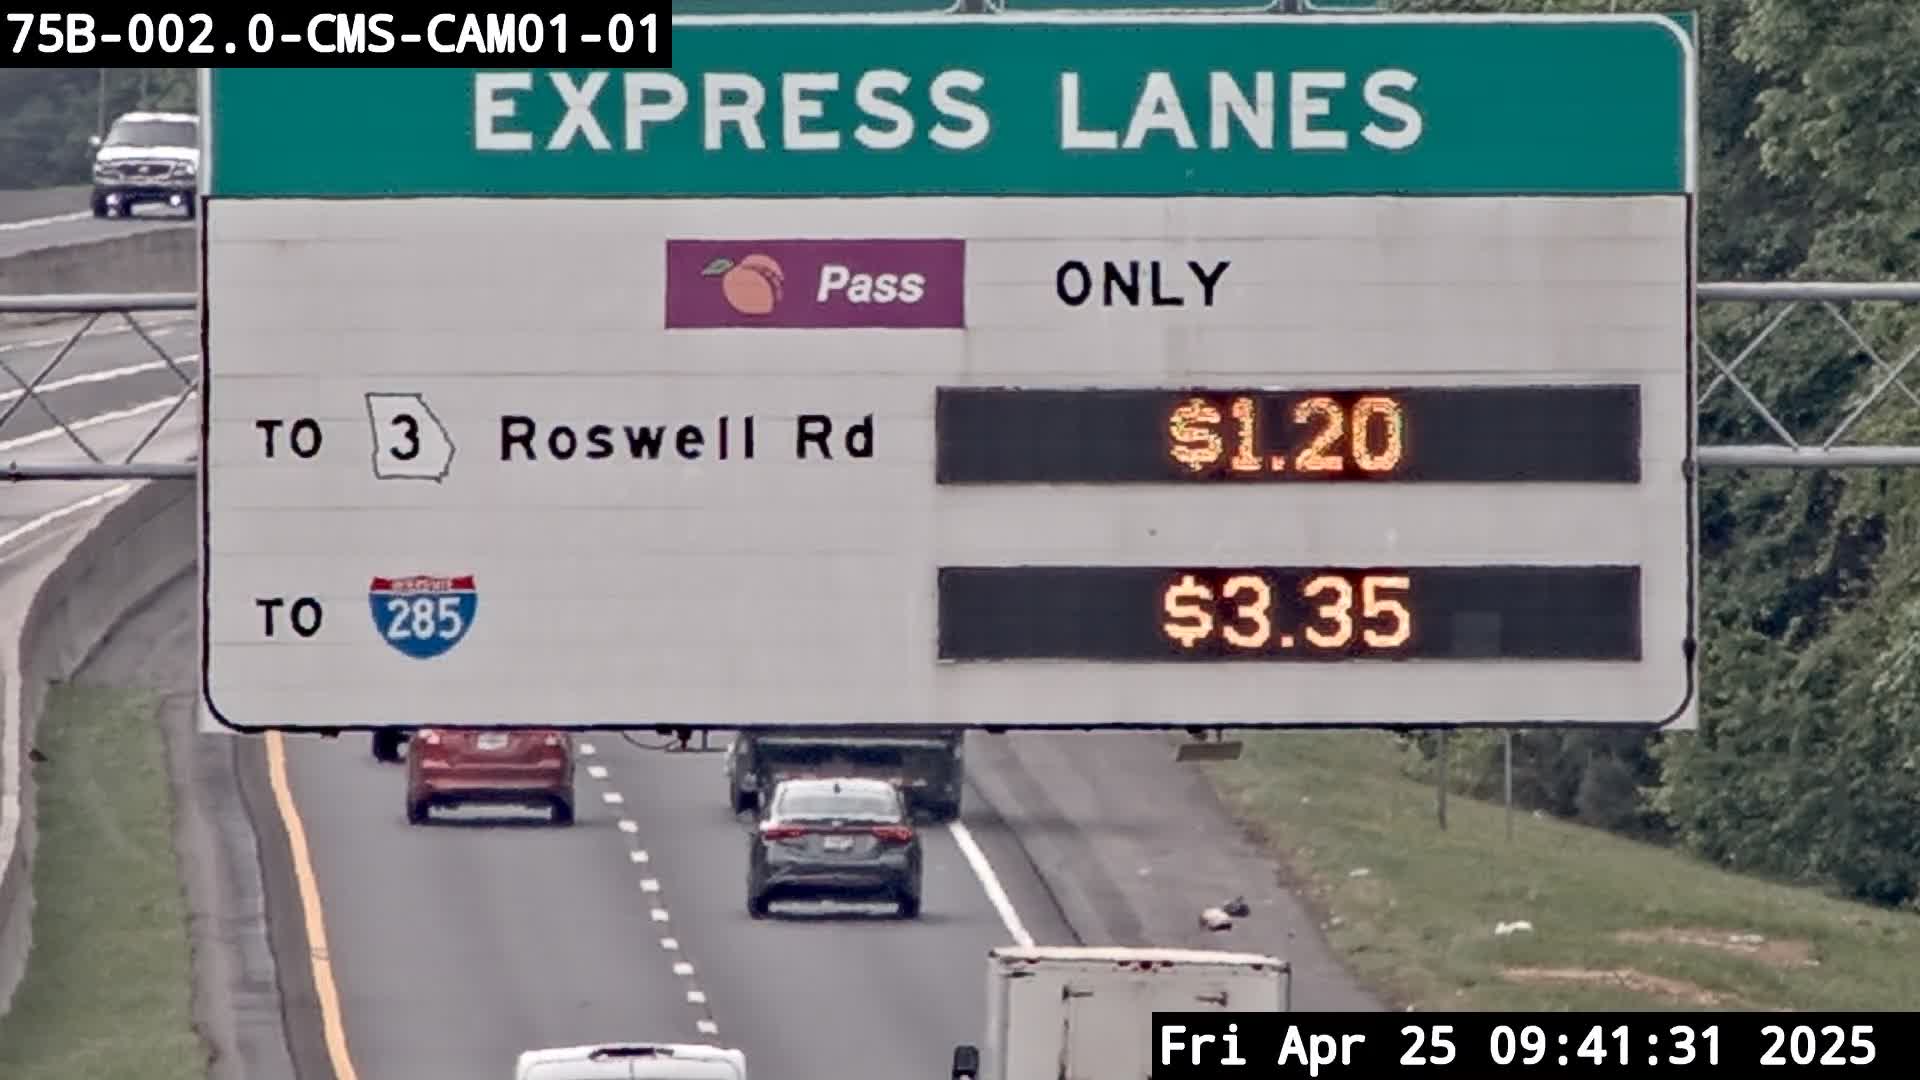 75B-002.0-CMS-CAM01-01
EXPRESS LANES
Pass ONLY
TO 3 Roswell Rd $1.20
TO 285 $3.35
Fri Apr 25 09:41:31 2025